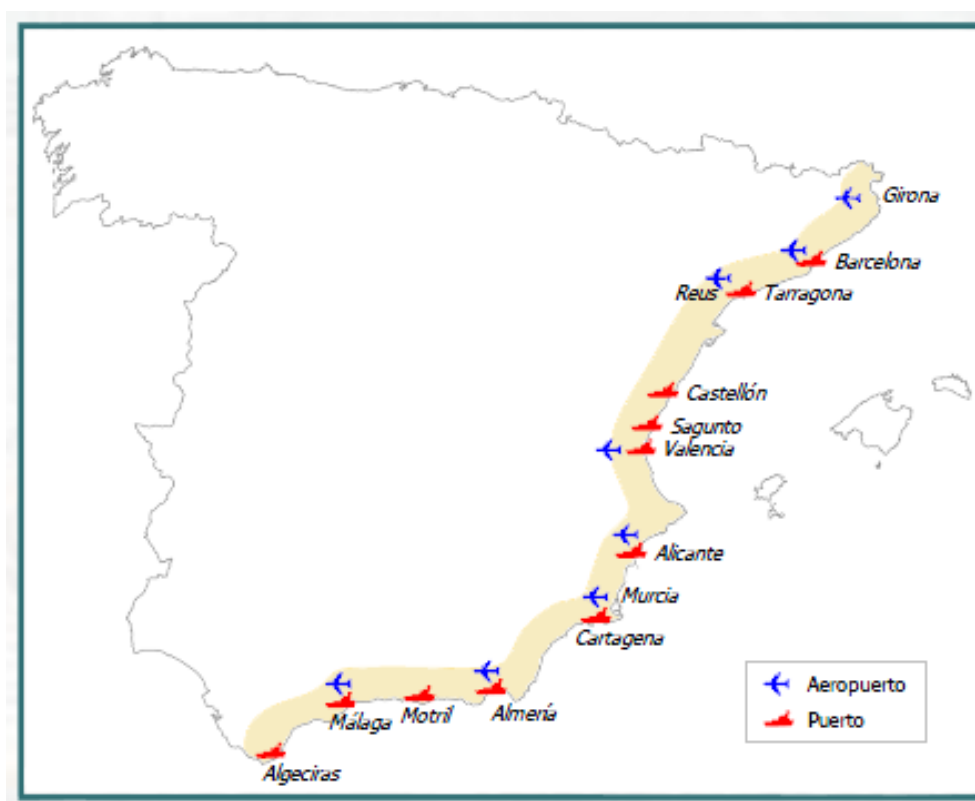 Girona
Barcelona
Reus
Tarragona
Castellón
Sagunto
Valencia
Alicante
Murcia
Cartagena
Almería
Motril
Málaga
Algeciras
Aeropuerto
Puerto